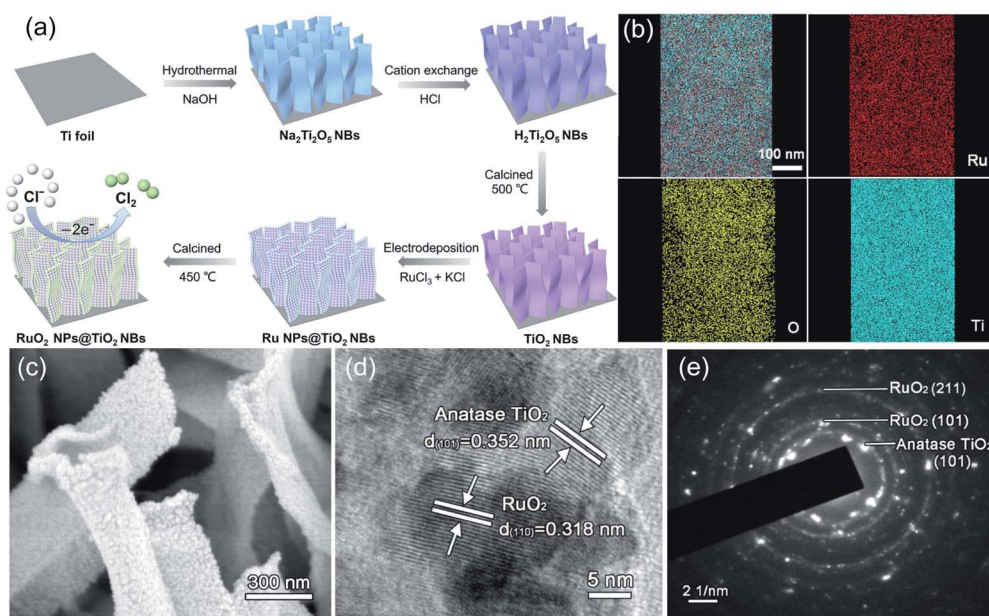 (a)
Ti foil
Hydrothermal
NaOH
Na₂Ti₂O₅ NBs
Cation exchange
HCl
H₂Ti₂O₅ NBs
Calcined
500 ℃
TiO₂ NBs
Electrodeposition
RuCl₃ + KCl
Ru NPs@TiO₂ NBs
Calcined
450 ℃
RuO₂ NPs@TiO₂ NBs
Cl⁻
−2e⁻
Cl₂
(b)
100 nm
Ru
O
Ti
(c)
300 nm
(d)
Anatase TiO₂
d₍₁₀₁₎=0.352 nm
RuO₂
d₍₁₁₀₎=0.318 nm
5 nm
(e)
RuO₂ (211)
RuO₂ (101)
Anatase TiO₂
(101)
2 1/nm